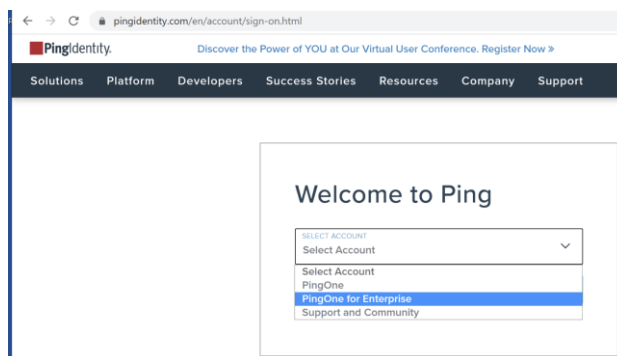 pingidentity.com/en/account/sign-on.html
PingIdentity.
Discover the Power of YOU at Our Virtual User Conference. Register Now »
Solutions Platform Developers Success Stories Resources Company Support
Welcome to Ping
SELECT ACCOUNT
Select Account
Select Account
PingOne
PingOne for Enterprise
Support and Community